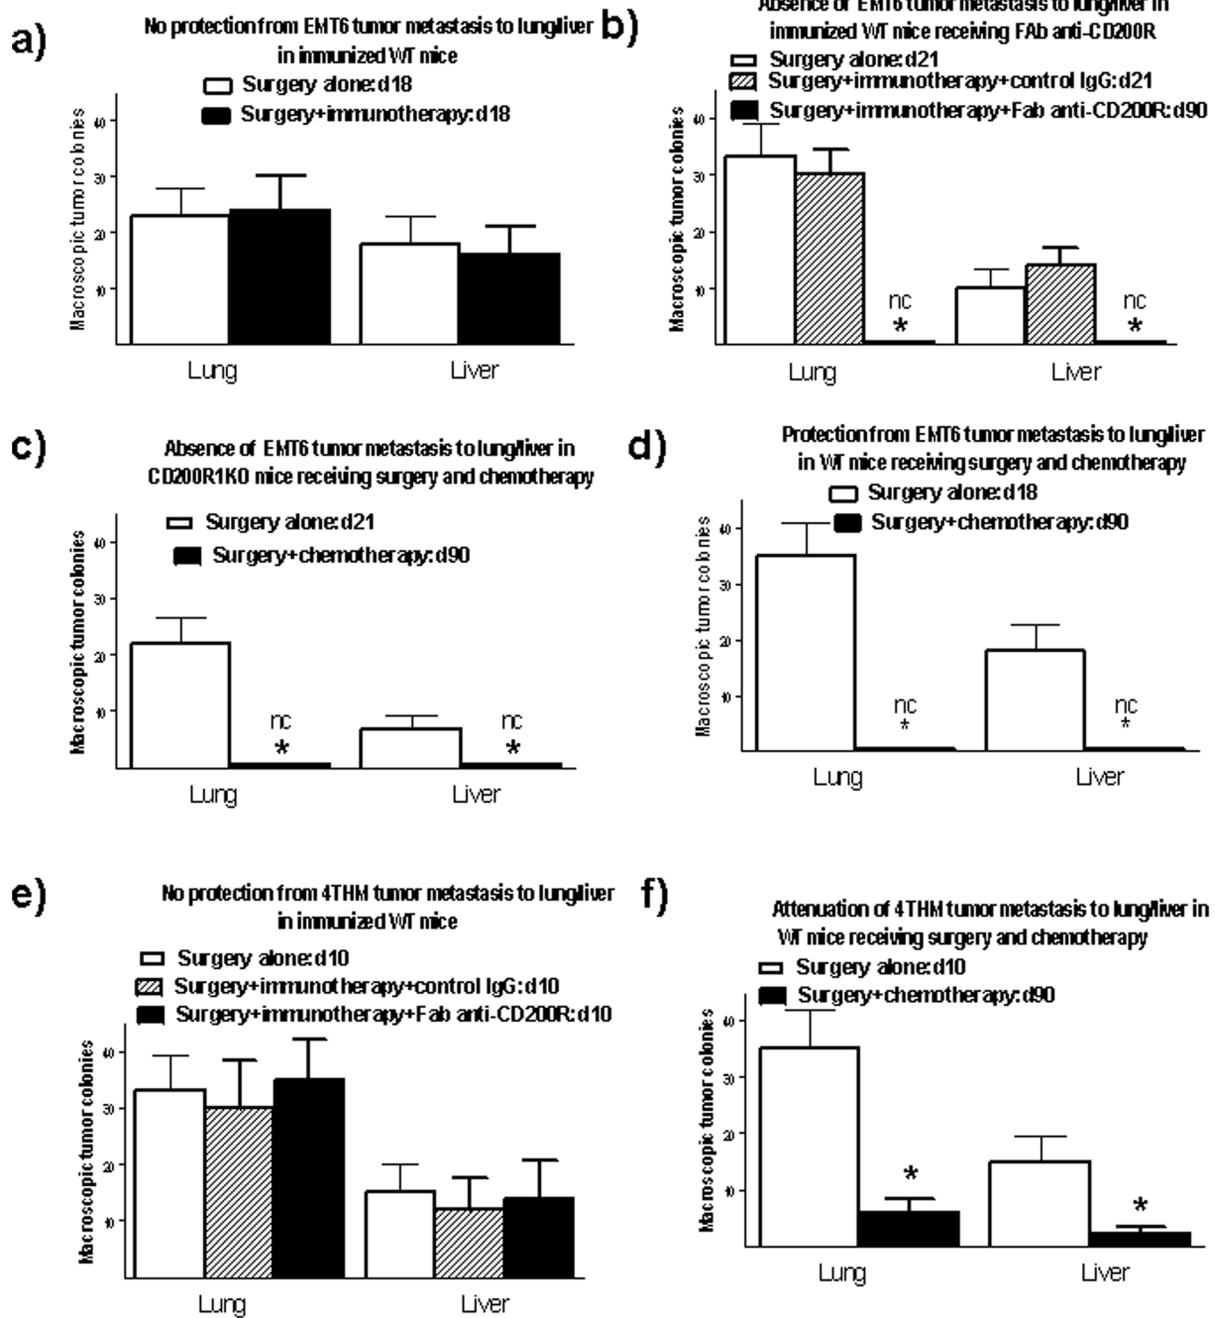 a)
No protection from EMT6 tumor metastasis to lung/liver
in immunized WT mice
Surgery alone:d18
Surgery+immunotherapy:d18
Macroscopic tumor colonies
40
30
20
10
Lung
Liver
b)
Absence of EMT6 tumor metastasis to lung/liver in
immunized WT mice receiving FAb anti-CD200R
Surgery alone:d21
Surgery+immunotherapy+control IgG:d21
Surgery+immunotherapy+Fab anti-CD200R:d90
Macroscopic tumor colonies
40
30
20
10
nc
*
nc
*
Lung
Liver
c)
Absence of EMT6 tumor metastasis to lung/liver in
CD200R1KO mice receiving surgery and chemotherapy
Surgery alone:d21
Surgery+chemotherapy:d90
Macroscopic tumor colonies
40
30
20
10
nc
*
nc
*
Lung
Liver
d)
Protection from EMT6 tumor metastasis to lung/liver
in WT mice receiving surgery and chemotherapy
Surgery alone:d18
Surgery+chemotherapy:d90
Macroscopic tumor colonies
40
30
20
10
nc
*
nc
*
Lung
Liver
e)
No protection from 4THM tumor metastasis to lung/liver
in immunized WT mice
Surgery alone:d10
Surgery+immunotherapy+control IgG:d10
Surgery+immunotherapy+Fab anti-CD200R:d10
Macroscopic tumor colonies
40
30
20
10
Lung
Liver
f)
Attenuation of 4THM tumor metastasis to lung/liver in
WT mice receiving surgery and chemotherapy
Surgery alone:d10
Surgery+chemotherapy:d90
Macroscopic tumor colonies
40
30
20
10
*
*
Lung
Liver